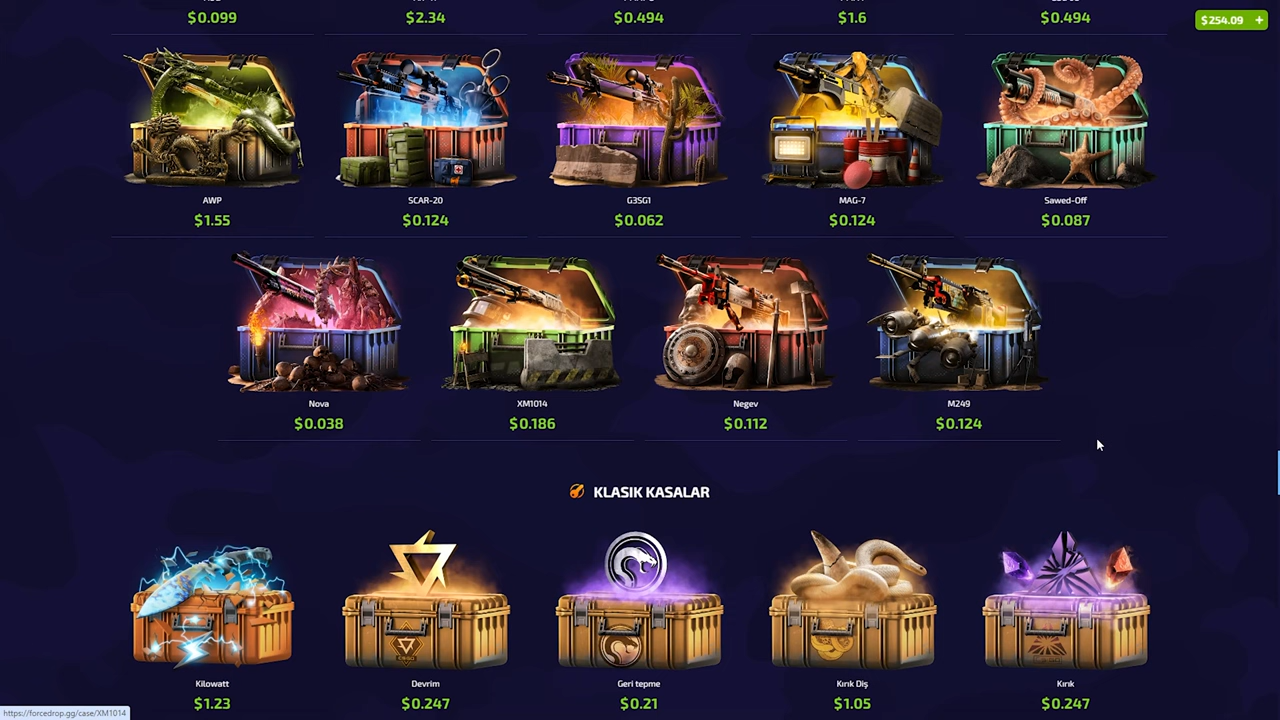 $0.099
$2.34
$0.494
$1.6
$0.494
$254.09 +
AWP
SCAR-20
G3SG1
MAG-7
Sawed-Off
$1.55
$0.124
$0.062
$0.124
$0.087
Nova
XM1014
Negev
M249
$0.038
$0.186
$0.112
$0.124
KLASIK KASALAR
Kilowatt
Devrim
Geri tepme
Kırık Diş
Kırık
$1.23
$0.247
$0.21
$1.05
$0.247
https://forcedrop.gg/case/XM1014